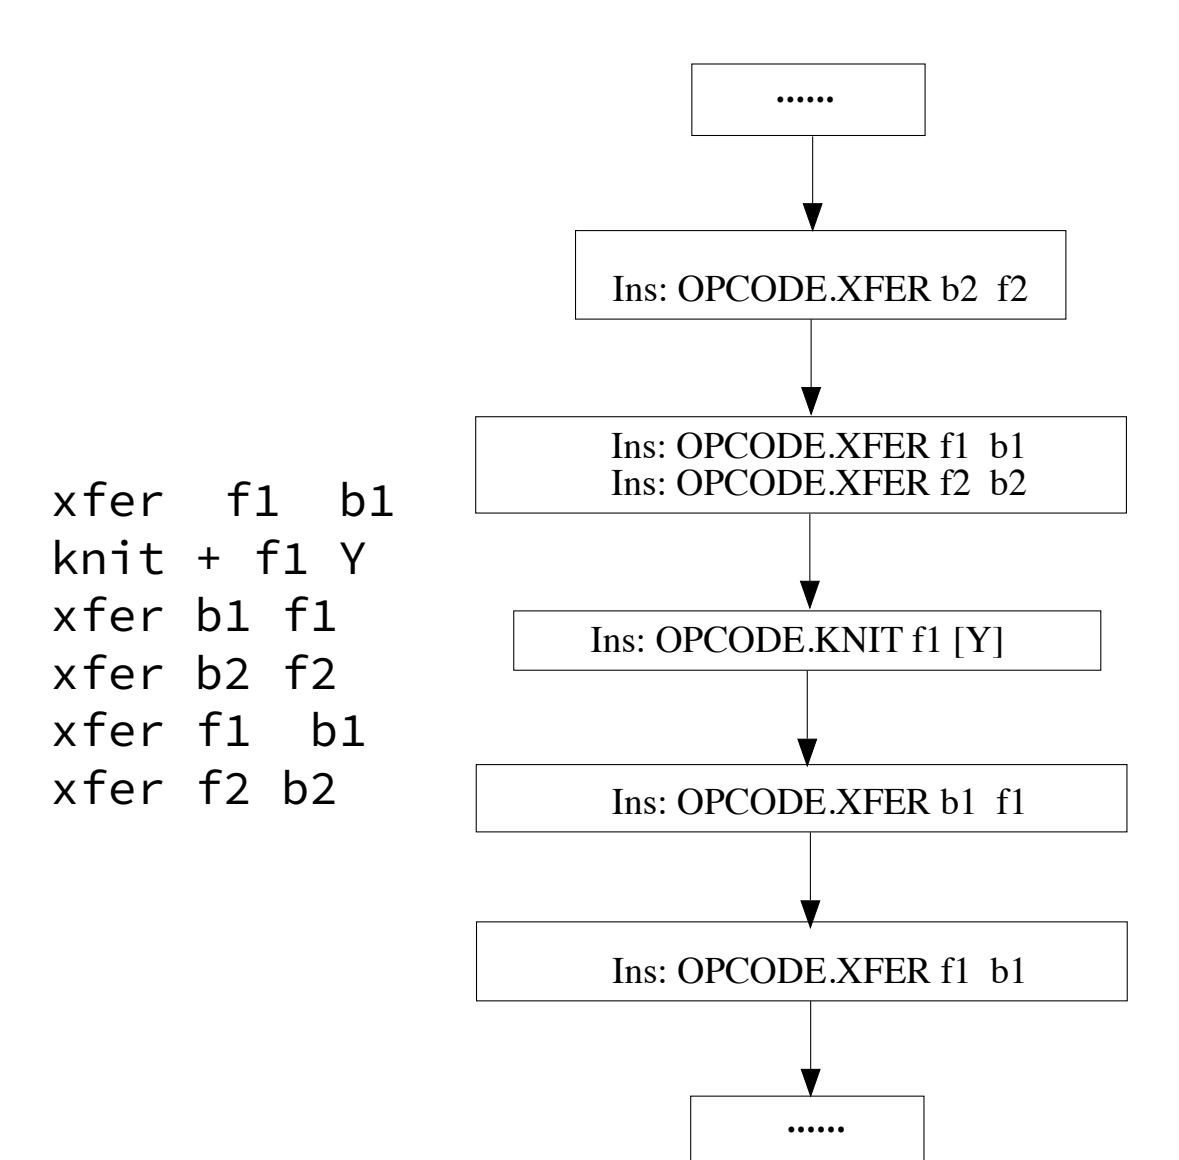 xfer  f1  b1
knit + f1 Y
xfer b1 f1
xfer b2 f2
xfer f1  b1
xfer f2 b2
......
Ins: OPCODE.XFER b2  f2
Ins: OPCODE.XFER f1  b1
Ins: OPCODE.XFER f2  b2
Ins: OPCODE.KNIT f1 [Y]
Ins: OPCODE.XFER b1  f1
Ins: OPCODE.XFER f1  b1
......